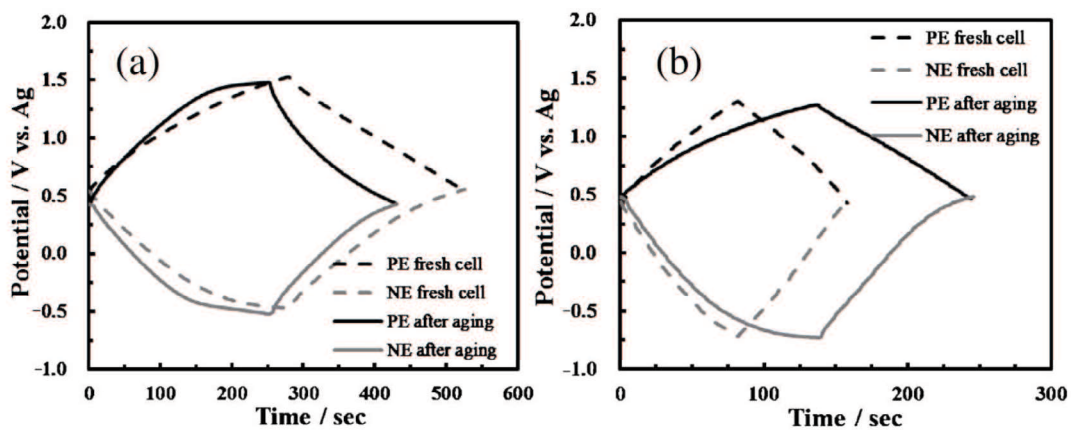 (a)
Potential / V vs. Ag
2.0
1.5
1.0
0.5
0.0
-0.5
-1.0
PE fresh cell
NE fresh cell
PE after aging
NE after aging
0 100 200 300 400 500 600
Time / sec
(b)
Potential / V vs. Ag
2.0
1.5
1.0
0.5
0.0
-0.5
-1.0
PE fresh cell
NE fresh cell
PE after aging
NE after aging
0 100 200 300
Time / sec